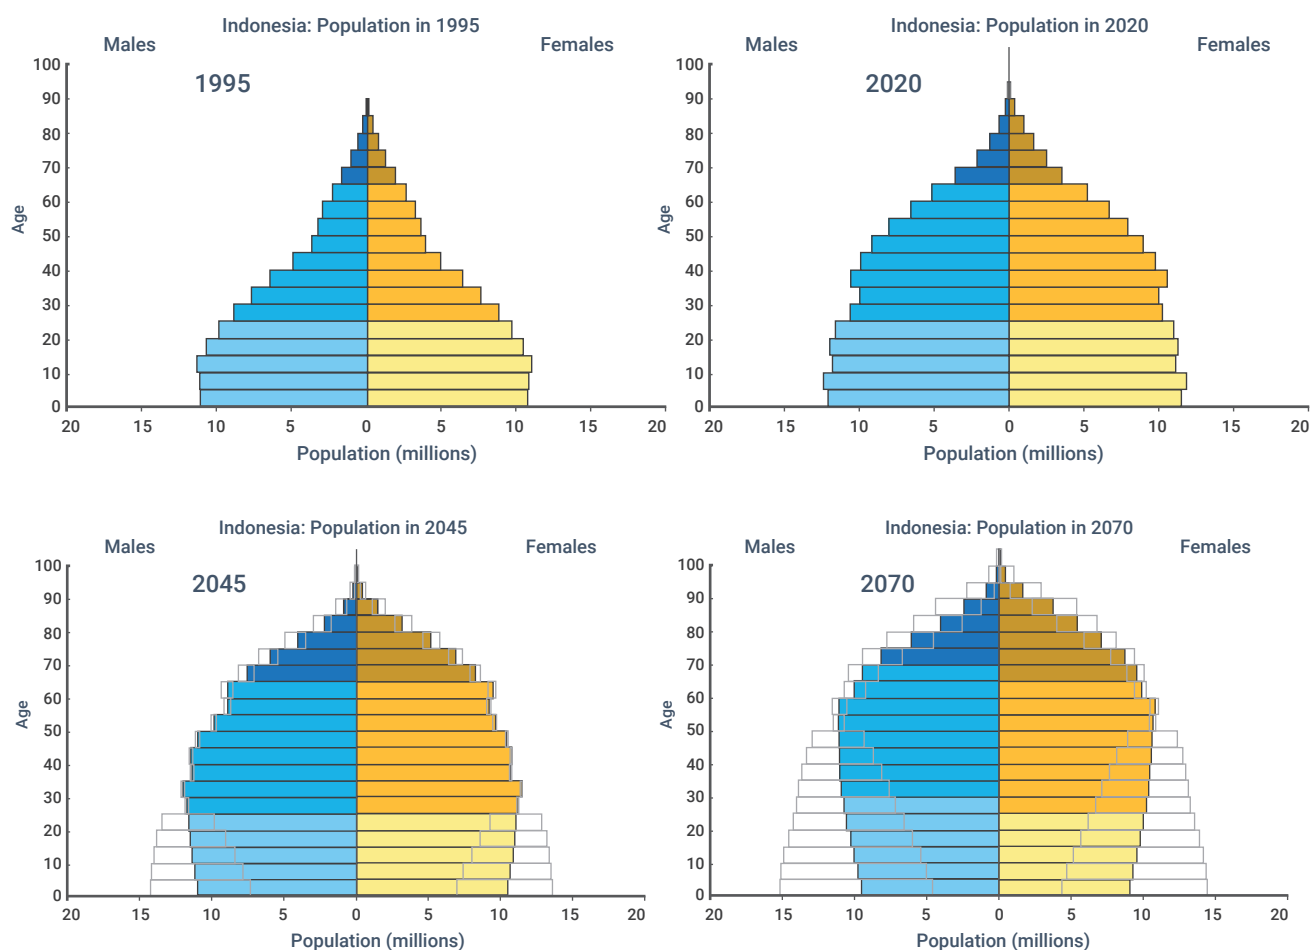 Indonesia: Population in 1995
Males
Females
1995
100
90
80
70
60
50
40
30
20
10
0
Age
20 15 10 5 0 5 10 15 20
Population (millions)
Indonesia: Population in 2020
Males
Females
2020
100
90
80
70
60
50
40
30
20
10
0
Age
20 15 10 5 0 5 10 15 20
Population (millions)
Indonesia: Population in 2045
Males
Females
2045
100
90
80
70
60
50
40
30
20
10
0
Age
20 15 10 5 0 5 10 15 20
Population (millions)
Indonesia: Population in 2070
Males
Females
2070
100
90
80
70
60
50
40
30
20
10
0
Age
20 15 10 5 0 5 10 15 20
Population (millions)